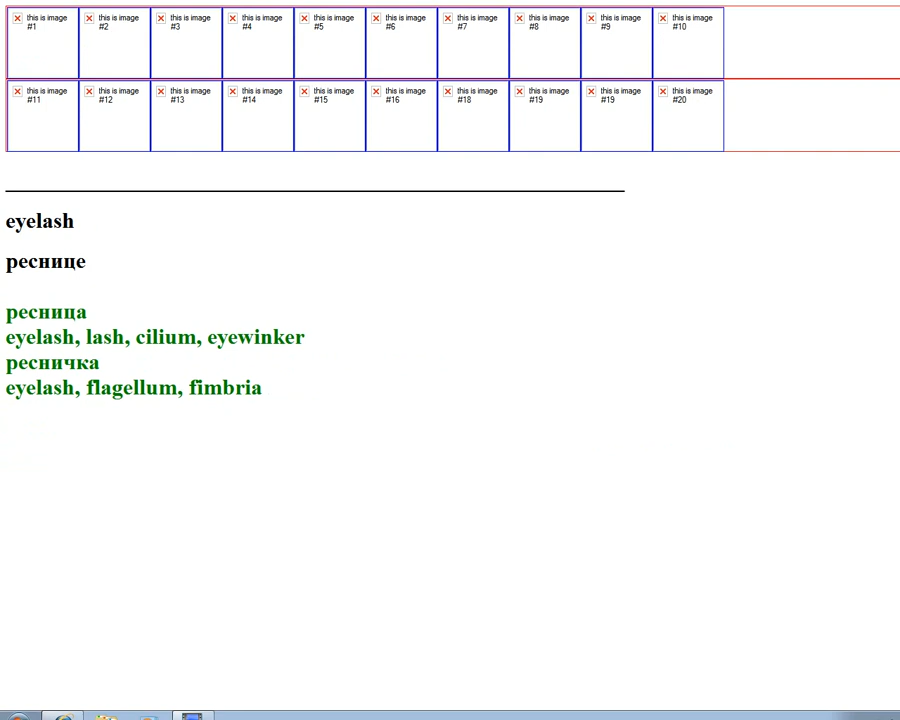 this is image this is image this is image this is image this is image this is image this is image this is image this is image this is image
#1 #2 #3 #4 #5 #6 #7 #8 #9 #10
this is image this is image this is image this is image this is image this is image this is image this is image this is image this is image
#11 #12 #13 #14 #15 #16 #18 #19 #19 #20
eyelash
реснице
ресница
eyelash, lash, cilium, eyewinker
ресничка
eyelash, flagellum, fimbria